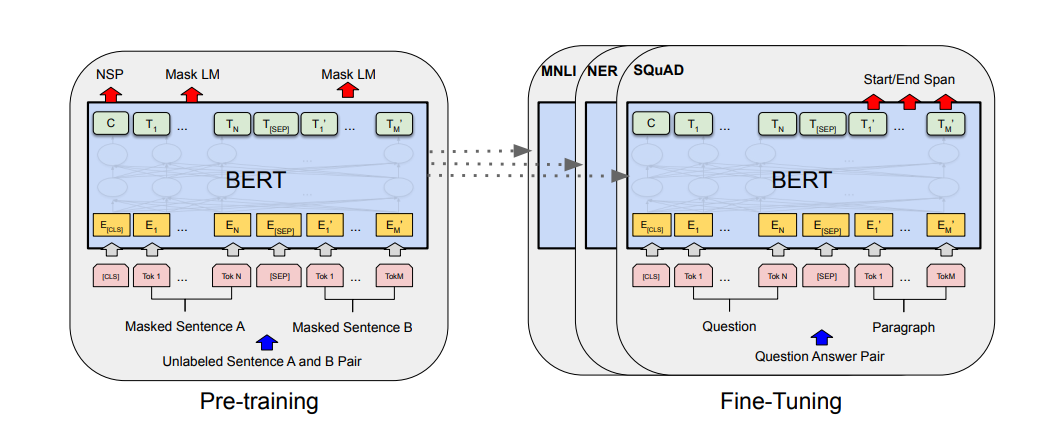 NSP Mask LM Mask LM
C T1 ... TN T[SEP] T1' ... TM'
BERT
E[CLS] E1 ... EN E[SEP] E1' ... EM'
[CLS] Tok 1 ... Tok N [SEP] Tok 1 ... TokM
Masked Sentence A Masked Sentence B
Unlabeled Sentence A and B Pair
Pre-training
MNLI NER SQuAD
Start/End Span
C T1 ... TN T[SEP] T1' ... TM'
BERT
E[CLS] E1 ... EN E[SEP] E1' ... EM'
[CLS] Tok 1 ... Tok N [SEP] Tok 1 ... TokM
Question Paragraph
Question Answer Pair
Fine-Tuning